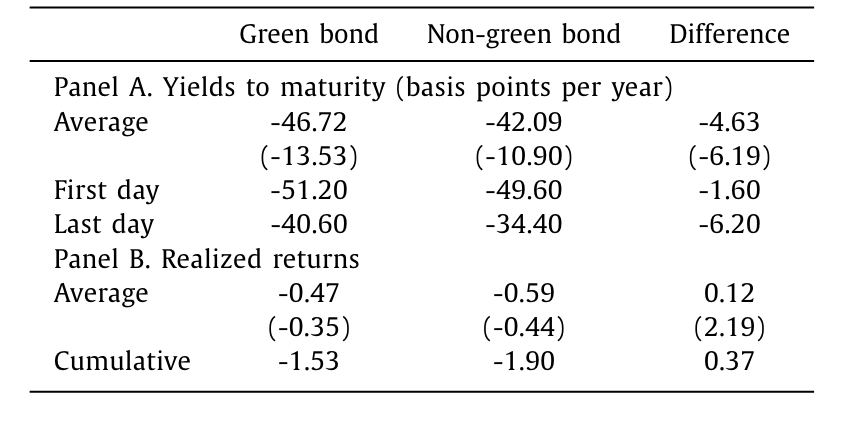 Green bond Non-green bond Difference
Panel A. Yields to maturity (basis points per year)
Average -46.72 -42.09 -4.63
(-13.53) (-10.90) (-6.19)
First day -51.20 -49.60 -1.60
Last day -40.60 -34.40 -6.20
Panel B. Realized returns
Average -0.47 -0.59 0.12
(-0.35) (-0.44) (2.19)
Cumulative -1.53 -1.90 0.37